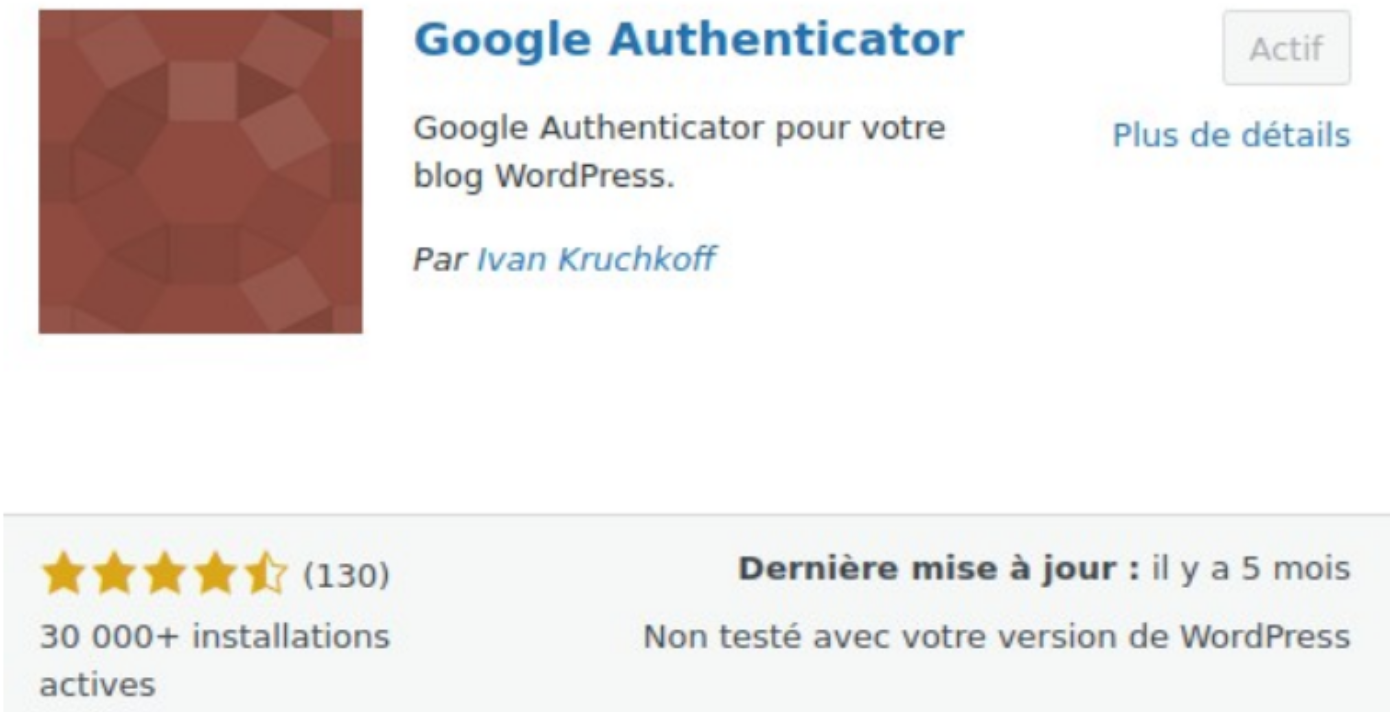 Google Authenticator
Actif
Google Authenticator pour votre
blog WordPress.
Plus de détails
Par Ivan Kruchkoff
(130)
30 000+ installations
actives
Dernière mise à jour : il y a 5 mois
Non testé avec votre version de WordPress